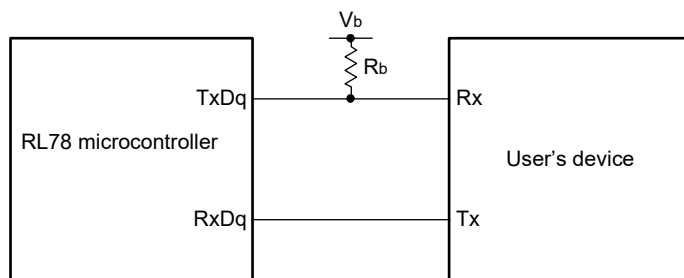 Vb
Rb
TxDq
Rx
RL78 microcontroller
User's device
RxDq
Tx